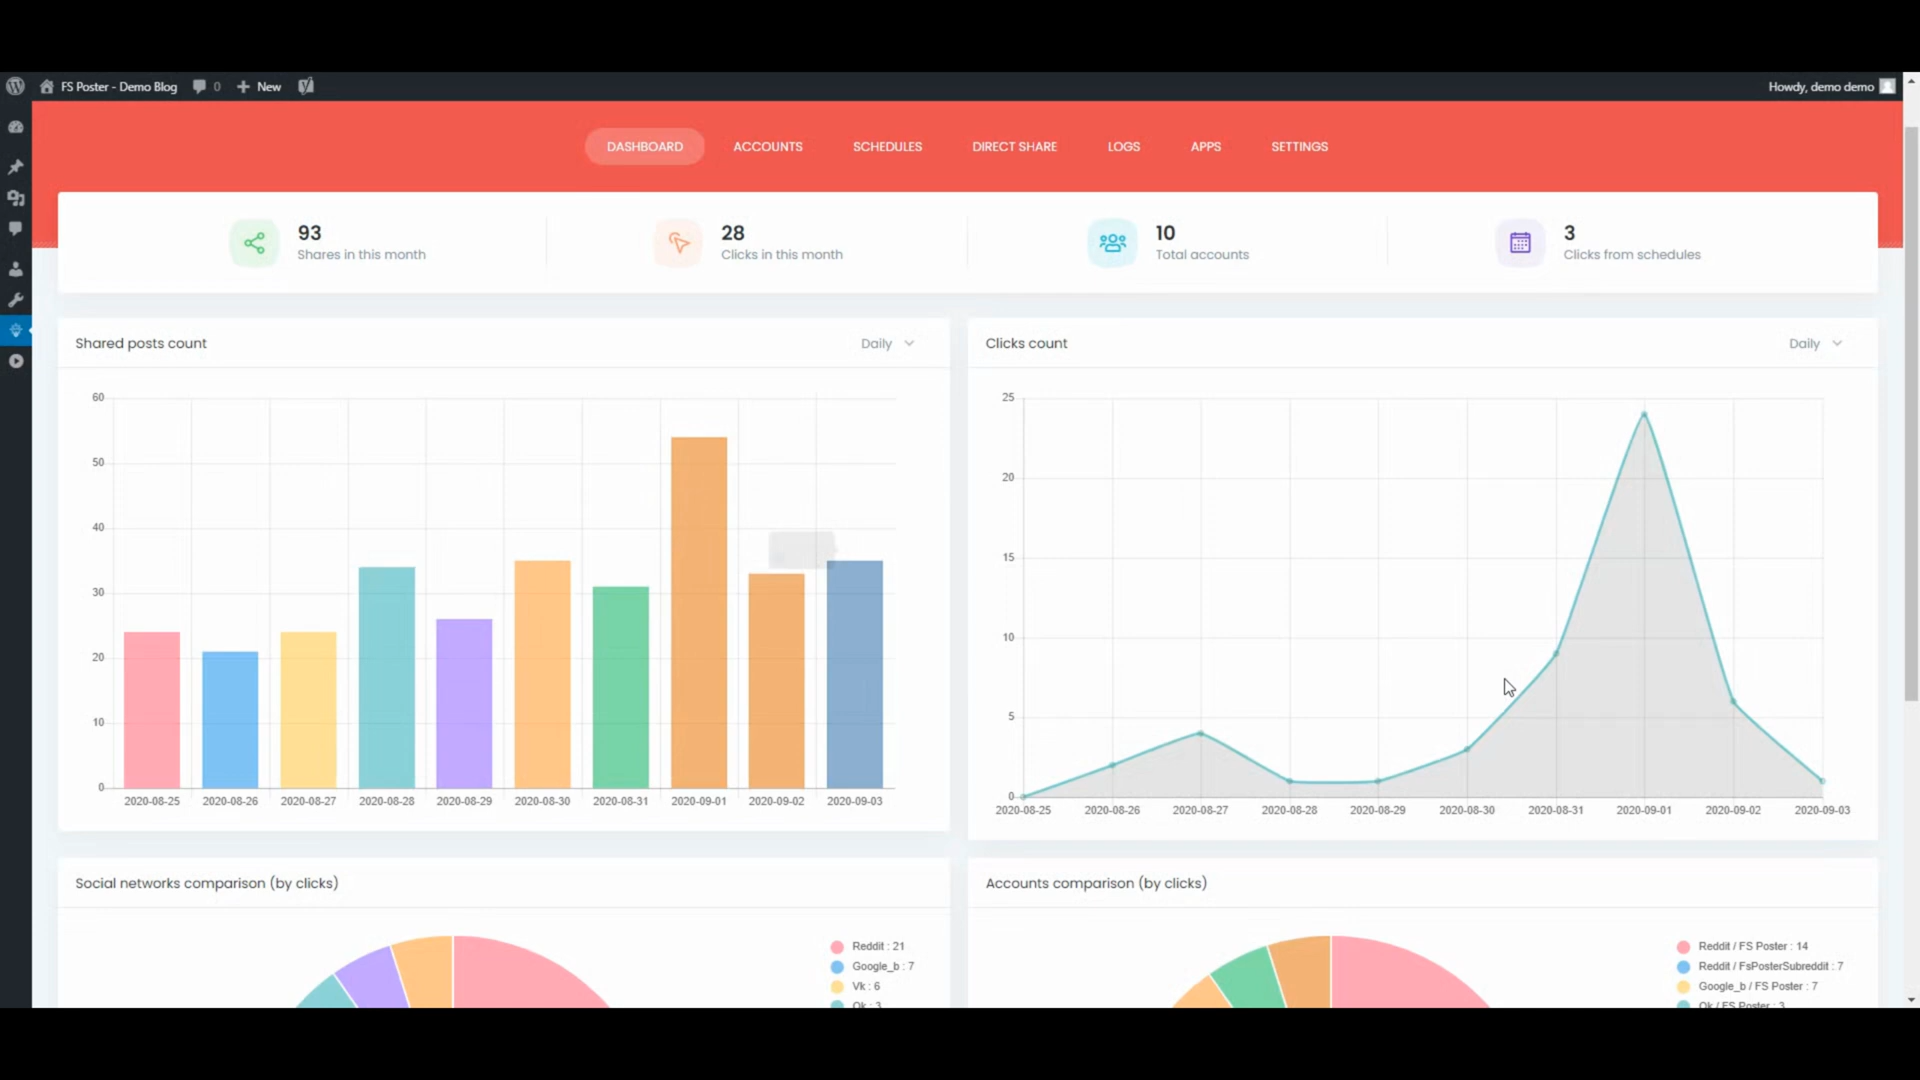 FS Poster - Demo Blog 0 New Howdy, demo demo
DASHBOARD ACCOUNTS SCHEDULES DIRECT SHARE LOGS APPS SETTINGS
93
Shares in this month
28
Clicks in this month
10
Total accounts
3
Clicks from schedules
Shared posts count Daily
60
50
40
30
20
10
0
2020-08-25 2020-08-26 2020-08-27 2020-08-28 2020-08-29 2020-08-30 2020-08-31 2020-09-01 2020-09-02 2020-09-03
Clicks count Daily
25
20
15
10
5
0
2020-08-25 2020-08-26 2020-08-27 2020-08-28 2020-08-29 2020-08-30 2020-08-31 2020-09-01 2020-09-02 2020-09-03
Social networks comparison (by clicks)
Reddit : 21
Google_b : 7
Vk : 6
Ok : 3
Accounts comparison (by clicks)
Reddit / FS Poster : 14
Reddit / FsPosterSubreddit : 7
Google_b / FS Poster : 7
Ok / FS Poster : 3